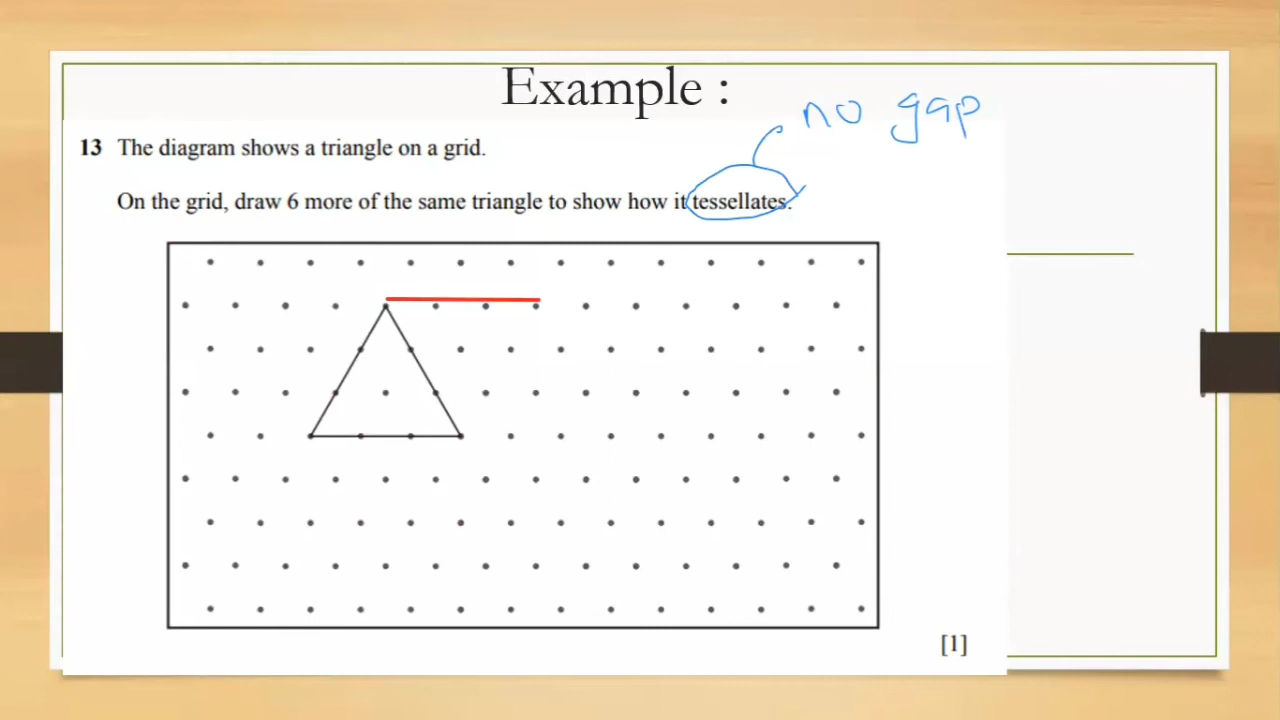 Example :
no gap
13 The diagram shows a triangle on a grid.
On the grid, draw 6 more of the same triangle to show how it tessellates.
[1]